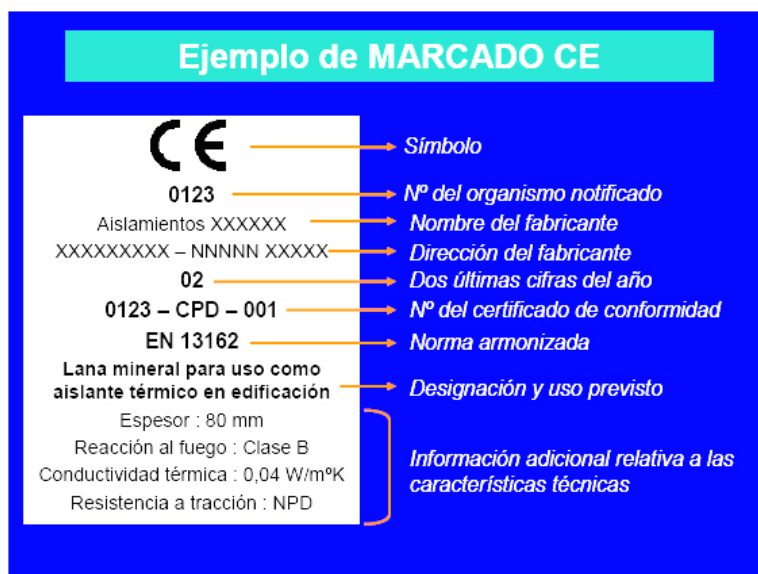 Ejemplo de MARCADO CE
CE
Símbolo
0123
Nº del organismo notificado
Aislamientos XXXXXX
Nombre del fabricante
XXXXXXXXX – NNNNN XXXXX
Dirección del fabricante
02
Dos últimas cifras del año
0123 – CPD – 001
Nº del certificado de conformidad
EN 13162
Norma armonizada
Lana mineral para uso como
aislante térmico en edificación
Designación y uso previsto
Espesor : 80 mm
Reacción al fuego : Clase B
Conductividad térmica : 0,04 W/mºK
Resistencia a tracción : NPD
Información adicional relativa a las
características técnicas